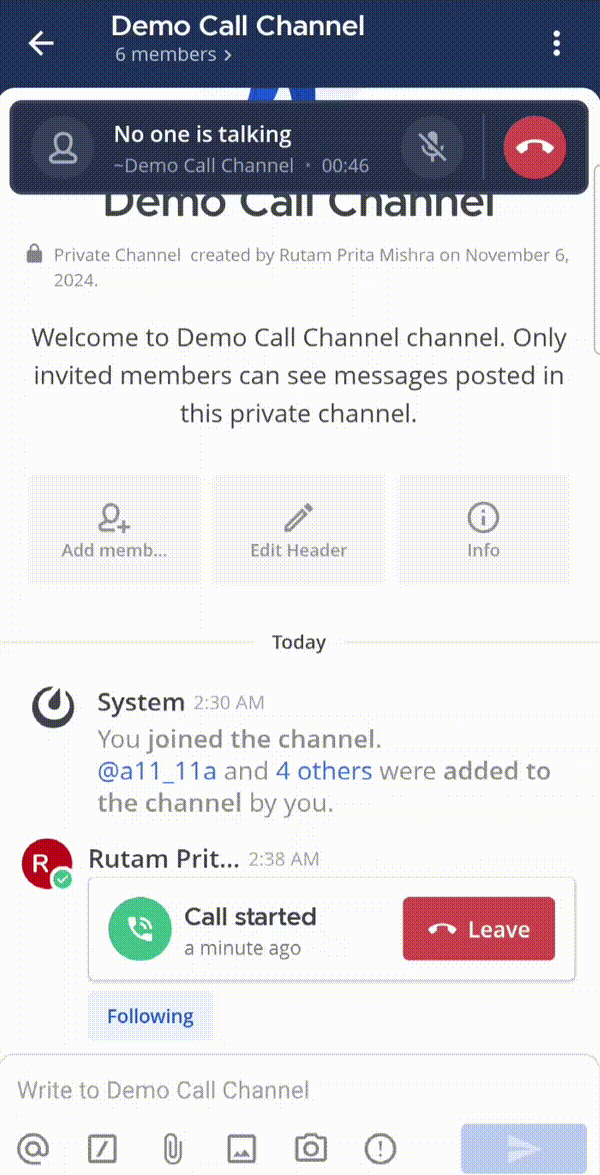 Demo Call Channel
6 members >
No one is talking
~Demo Call Channel • 00:46
Demo Call Channel
Private Channel created by Rutam Prita Mishra on November 6,
2024.
Welcome to Demo Call Channel channel. Only
invited members can see messages posted in
this private channel.
Add memb...
Edit Header
Info
Today
System 2:30 AM
You joined the channel.
@a11_11a and 4 others were added to
the channel by you.
R
Rutam Prit... 2:38 AM
Call started
a minute ago
Leave
Following
Write to Demo Call Channel